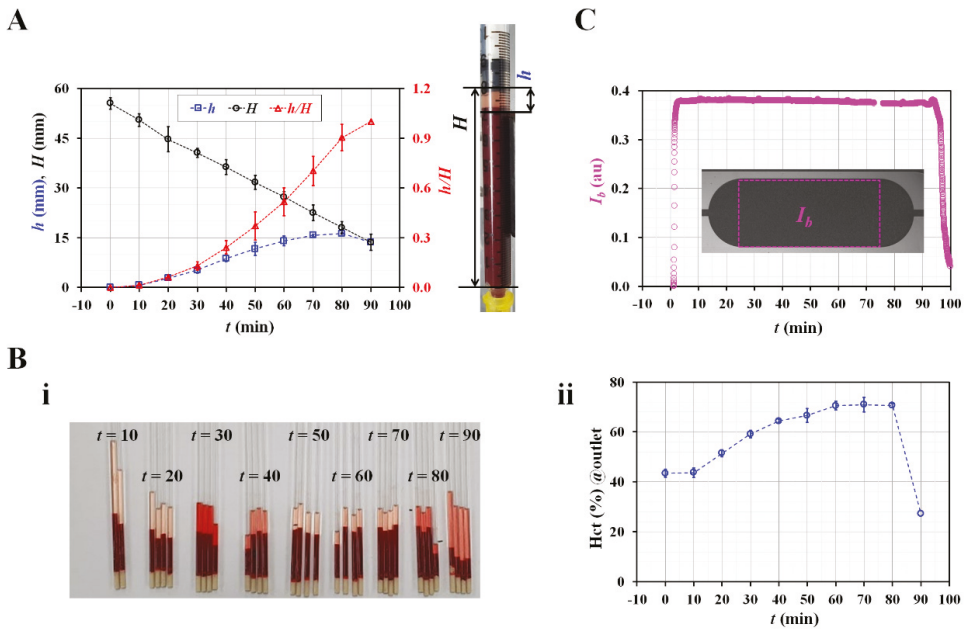 A
h (mm), H (mm)
60
45
30
15
0
h
H
h/H
1.2
0.9
0.6
0.3
0.0
h/H
-10 0 10 20 30 40 50 60 70 80 90 100
t (min)
H
h
C
I_b (au)
0.4
0.3
0.2
0.1
0.0
I_b
-10 0 10 20 30 40 50 60 70 80 90 100
t (min)
B
i
t = 10
t = 20
t = 30
t = 40
t = 50
t = 60
t = 70
t = 80
t = 90
ii
Hct (%) @outlet
80
60
40
20
0
-10 0 10 20 30 40 50 60 70 80 90 100
t (min)